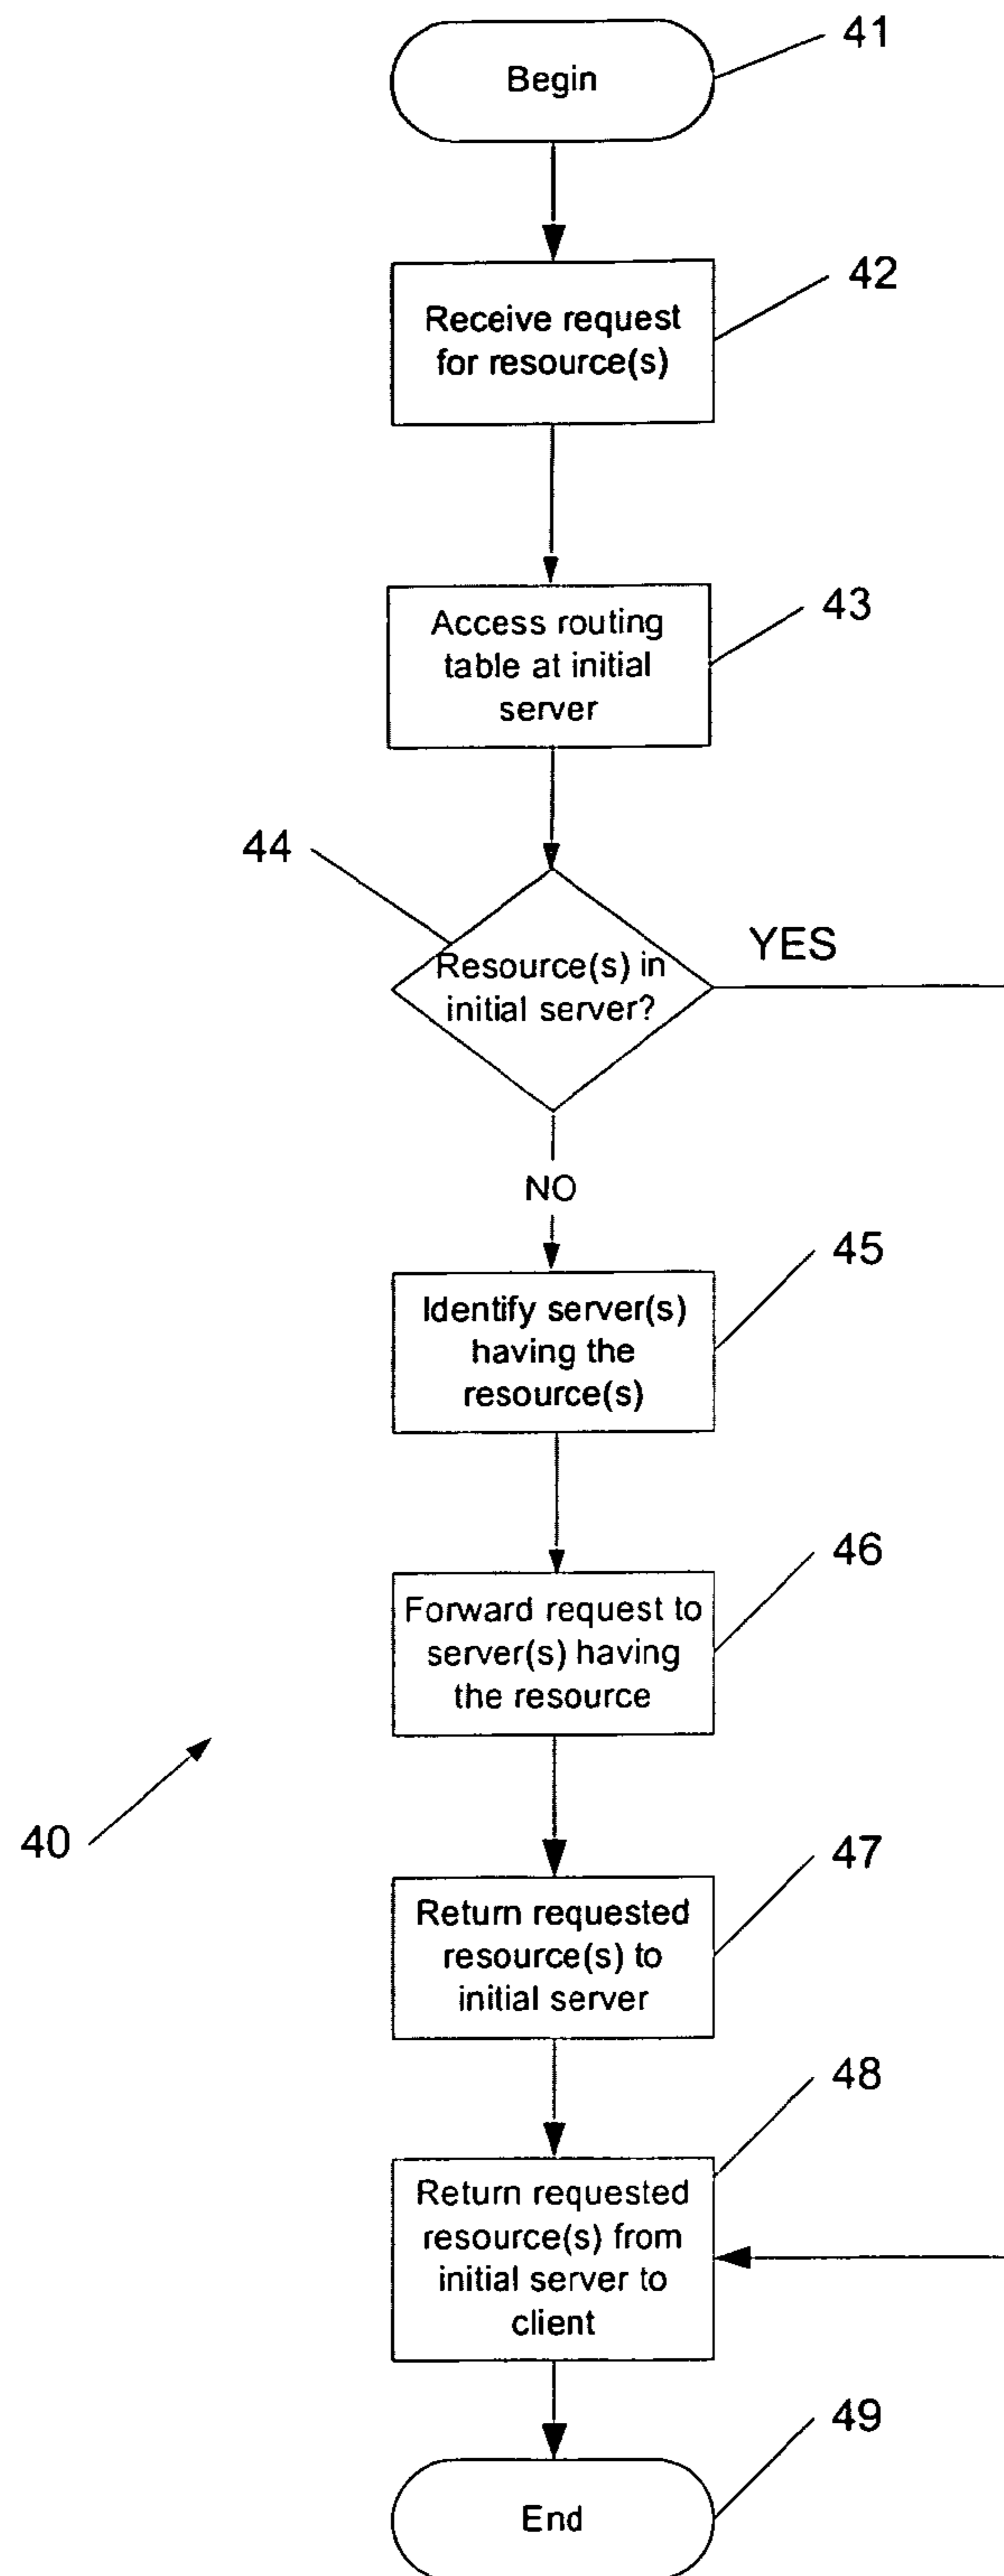 41
Begin
42
Receive request
for resource(s)
43
Access routing
table at initial
server
44
YES
Resource(s) in
initial server?
NO
45
Identify server(s)
having the
resource(s)
46
Forward request to
server(s) having
the resource
40
47
Return requested
resource(s) to
initial server
48
Return requested
resource(s) from
initial server to
client
49
End